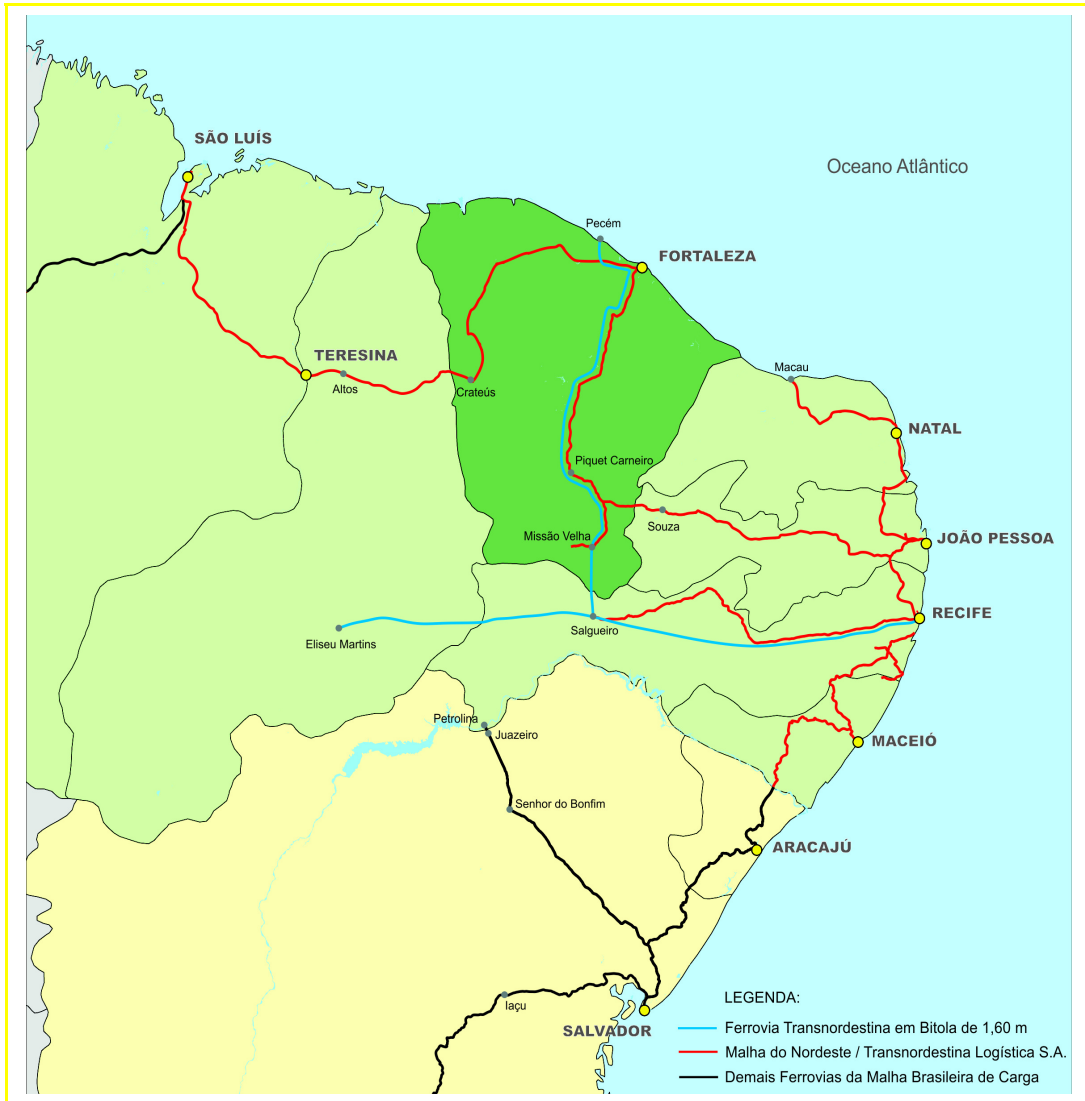 SÃO LUÍS
Oceano Atlântico
Pecém
FORTALEZA
TERESINA
Altos
Crateús
Macau
NATAL
Piquet Carneiro
Souza
Missão Velha
JOÃO PESSOA
RECIFE
Salgueiro
Eliseu Martins
Petrolina
Juazeiro
MACEIÓ
Senhor do Bonfim
ARACAJÚ
Iaçu
SALVADOR
LEGENDA:
Ferrovia Transnordestina em Bitola de 1,60 m
Malha do Nordeste / Transnordestina Logística S.A.
Demais Ferrovias da Malha Brasileira de Carga